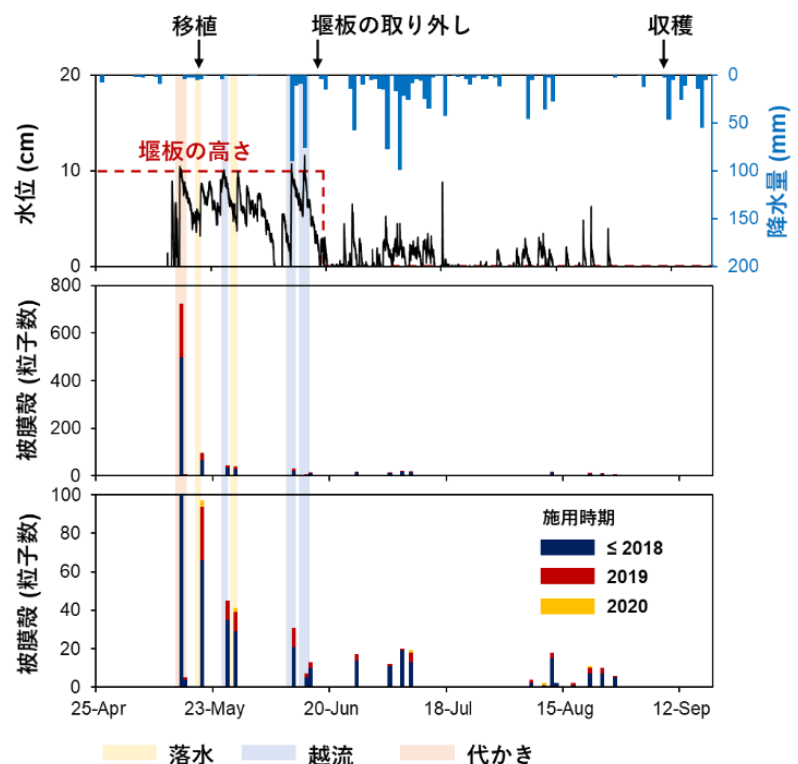 移植 堰板の取り外し 収穫
水位 (cm)
20
10
0
堰板の高さ
降水量 (mm)
0
50
100
150
200
被膜殻 (粒子数)
800
600
400
200
0
被膜殻 (粒子数)
100
80
60
40
20
0
施用時期
≤ 2018
2019
2020
25-Apr 23-May 20-Jun 18-Jul 15-Aug 12-Sep
落水 越流 代かき